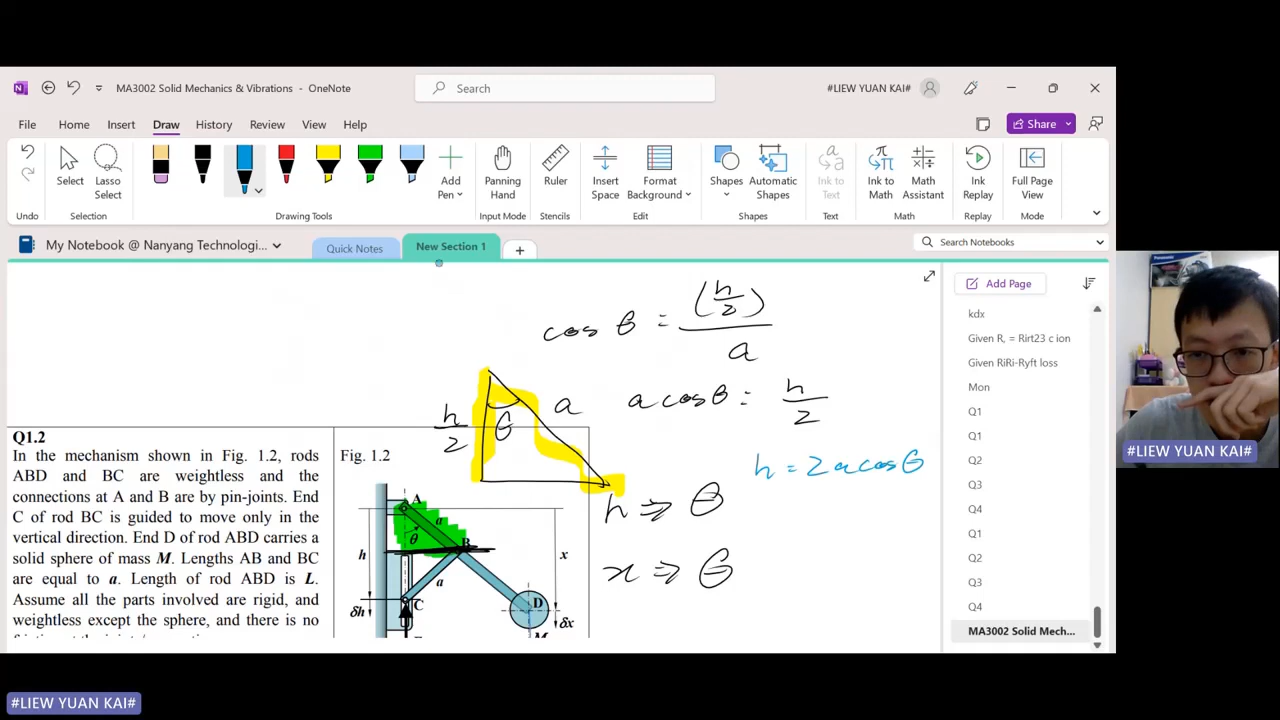 MA3002 Solid Mechanics & Vibrations - OneNote
Search
#LIEW YUAN KAI#
File Home Insert Draw History Review View Help
Share
Undo
Select
Lasso Select
Selection
Drawing Tools
Add Pen
Panning Hand
Input Mode
Ruler
Stencils
Insert Space
Format Background
Edit
Shapes
Automatic Shapes
Shapes
Ink to Text
Text
Ink to Math
Math Assistant
Math
Ink Replay
Replay
Full Page View
Mode
My Notebook @ Nanyang Technologi...
Quick Notes
New Section 1
Search Notebooks
Add Page
kdx
Given R, = Rirt23 c ion
Given RiRi-Ryft loss
Mon
Q1
Q1
Q2
Q3
Q4
Q1
Q2
Q3
Q4
MA3002 Solid Mech...
cos θ = (h/2)/a
a cos θ = h/2
h = 2a cos θ
h ⇒ θ
x ⇒ θ
h/2
θ
a
Q1.2
In the mechanism shown in Fig. 1.2, rods
ABD and BC are weightless and the
connections at A and B are by pin-joints. End
C of rod BC is guided to move only in the
vertical direction. End D of rod ABD carries a
solid sphere of mass M. Lengths AB and BC
are equal to a. Length of rod ABD is L.
Assume all the parts involved are rigid, and
weightless except the sphere, and there is no
Fig. 1.2
A
a
θ
B
h
x
a
C
D
δh
δx
M
#LIEW YUAN KAI#
#LIEW YUAN KAI#